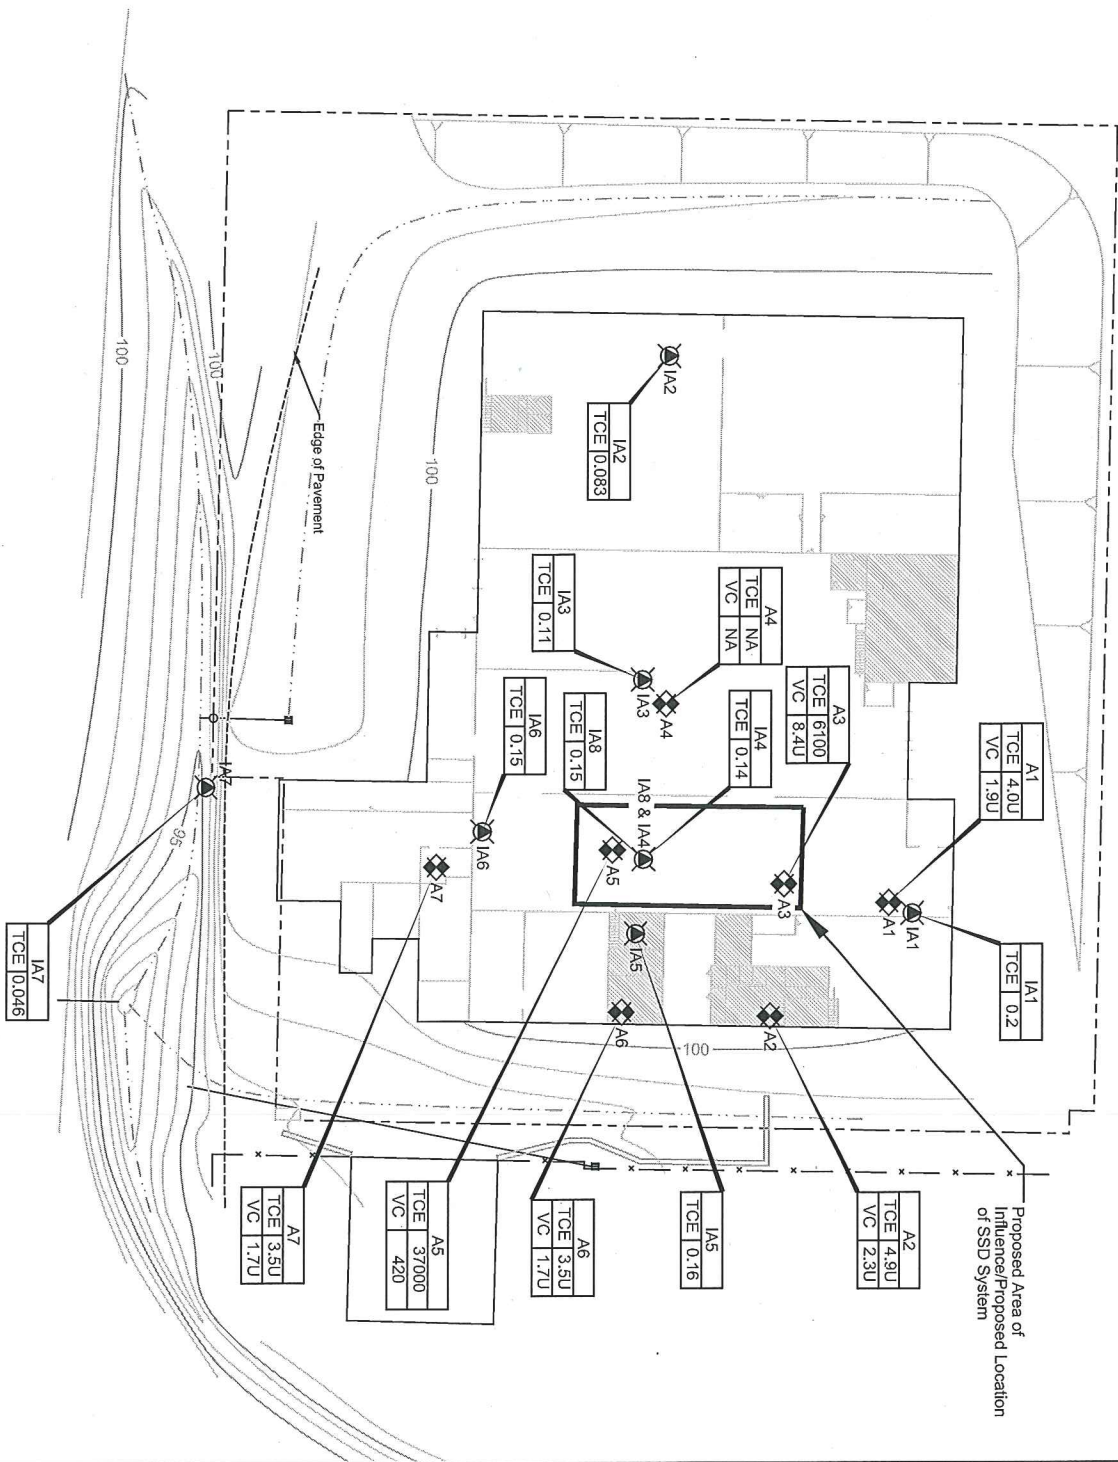 Proposed Area of
Influence/Proposed Location
of SSD System
A1
TCE 4.0U
VC 1.9U
IA1
TCE 0.2
A1
IA1
A2
TCE 4.9U
VC 2.3U
A2
A3
TCE 6100
VC 8.4U
A3
A4
TCE NA
VC NA
A4
IA4
TCE 0.14
IA8 & IA4
IA8
TCE 0.15
IA2
IA2
TCE 0.083
IA3
TCE 0.11
IA3
IA6
TCE 0.15
IA6
A5
IA5
IA5
TCE 0.16
A6
A6
TCE 3.5U
VC 1.7U
A5
TCE 37000
VC 420
A7
A7
TCE 3.5U
VC 1.7U
IA7
IA7
TCE 0.046
Edge of Pavement
100
100
100
100
95